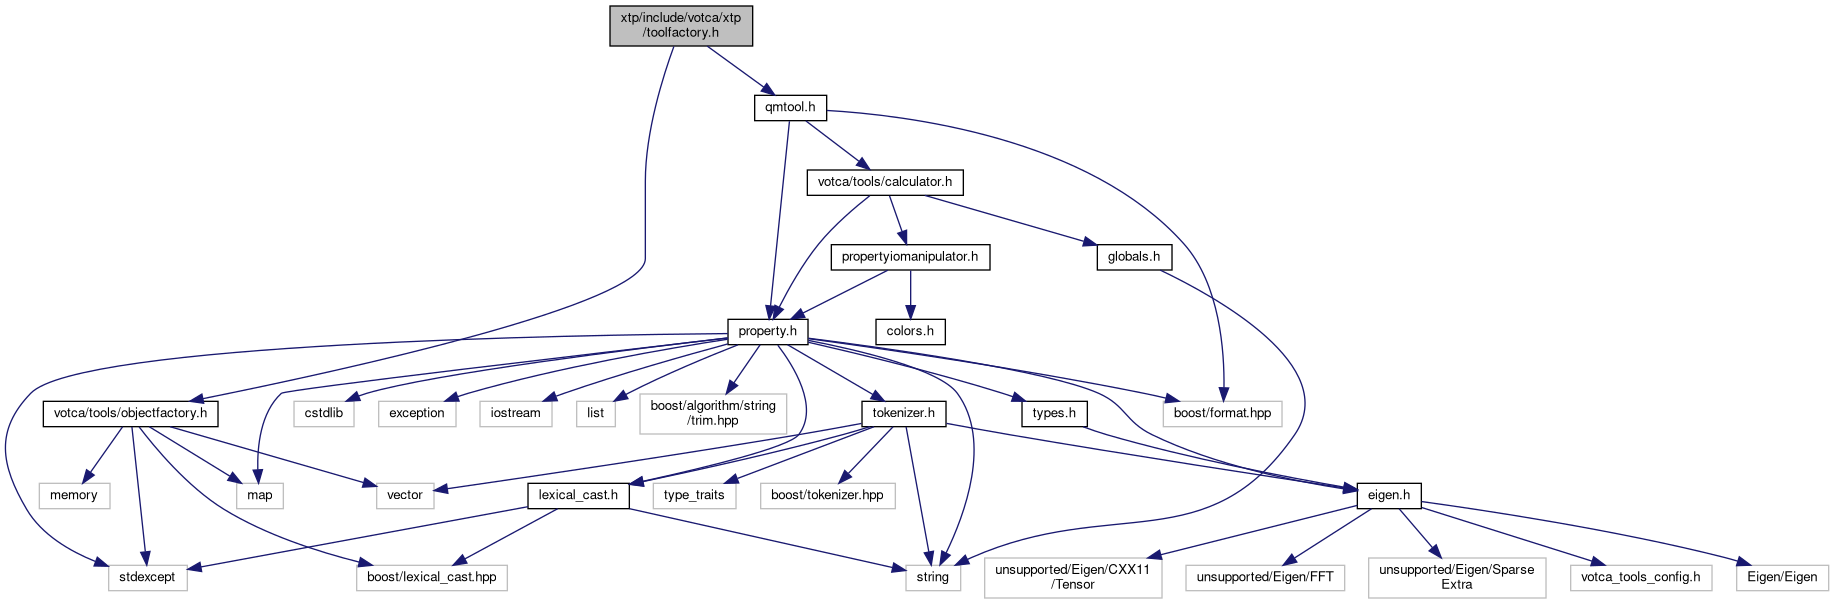 xtp/include/votca/xtp
/toolfactory.h
qmtool.h
votca/tools/calculator.h
propertyiomanipulator.h
globals.h
property.h
colors.h
votca/tools/objectfactory.h
cstdlib
exception
iostream
list
boost/algorithm/string
/trim.hpp
tokenizer.h
types.h
boost/format.hpp
memory
map
vector
lexical_cast.h
type_traits
boost/tokenizer.hpp
eigen.h
stdexcept
boost/lexical_cast.hpp
string
unsupported/Eigen/CXX11
/Tensor
unsupported/Eigen/FFT
unsupported/Eigen/Sparse
Extra
votca_tools_config.h
Eigen/Eigen